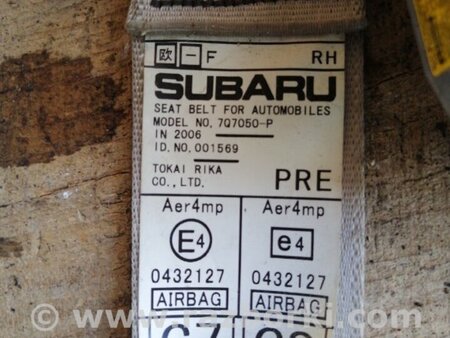 欧 一 F RH
SUBARU
SEAT BELT FOR AUTOMOBILES
MODEL NO. 7Q7050-P
IN 2006
ID.NO. 001569
TOKAI RIKA
CO., LTD. PRE
Aer4mp Aer4mp
E4 e4
0432127 0432127
AIRBAG AIRBAG